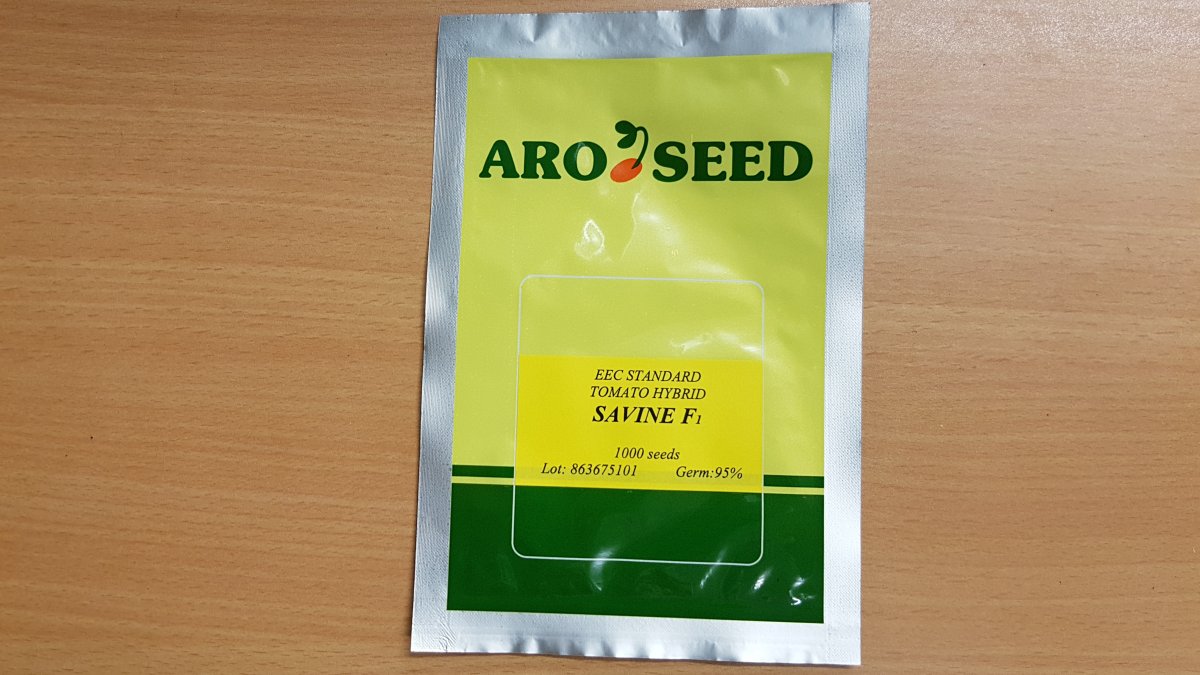 ARO SEED
EEC STANDARD
TOMATO HYBRID
SAVINE F1
1000 seeds
Lot: 863675101 Germ:95%